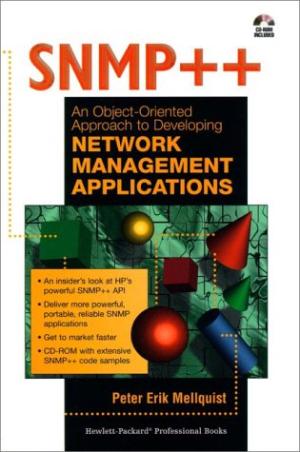 CD-ROM
INCLUDED
SNMP++
An Object-Oriented
Approach to Developing
NETWORK
MANAGEMENT
APPLICATIONS
• An insider's look at HP's
powerful SNMP++ API
• Deliver more powerful,
portable, reliable SNMP
applications
• Get to market faster
• CD-ROM with extensive
SNMP++ code samples
Peter Erik Mellquist
Hewlett-Packard® Professional Books